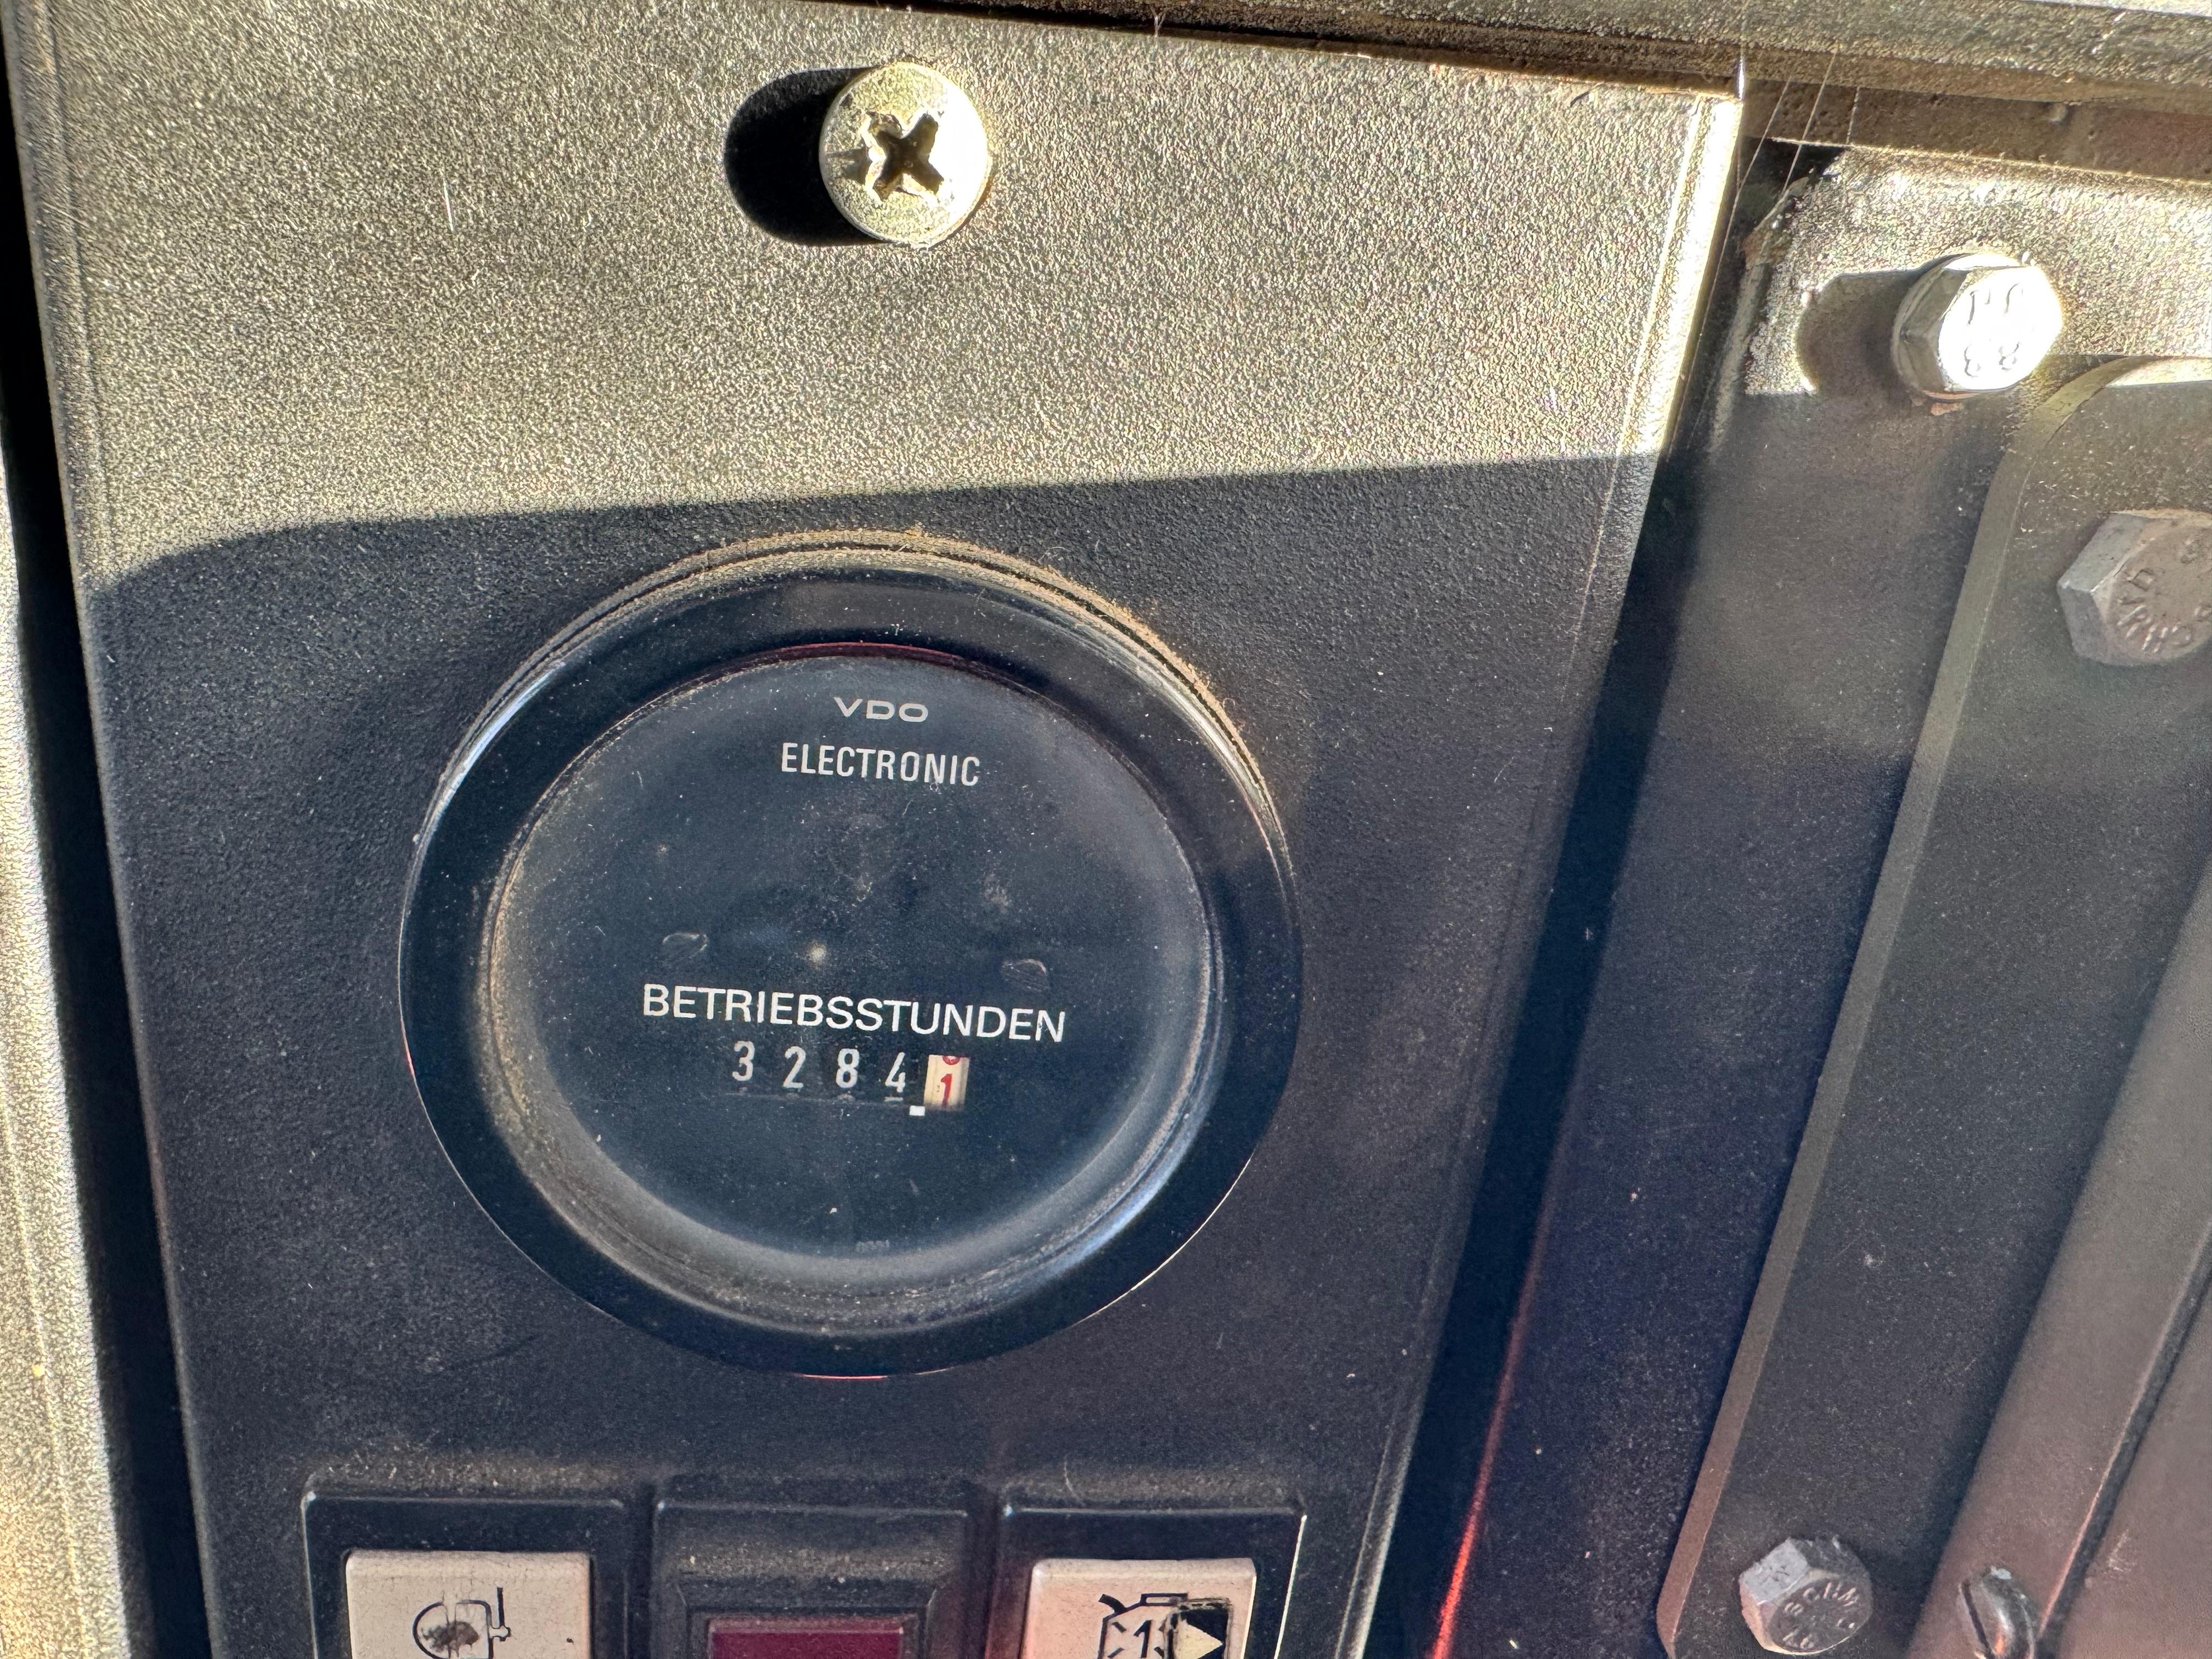 VDO
ELECTRONIC
BETRIEBSSTUNDEN
3284 1
8.8